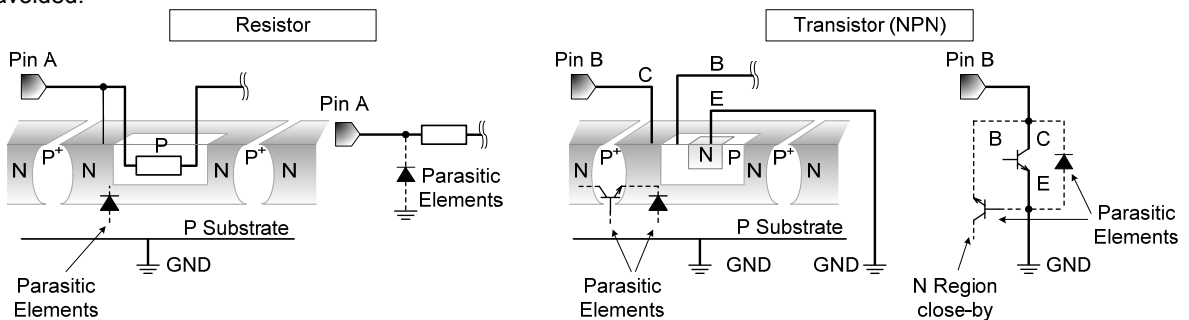 avoided.
Resistor
Transistor (NPN)
Pin A
Pin A
N
P+
N
P
N
P+
N
Parasitic
Elements
P Substrate
GND
Parasitic
Elements
Pin B
C
B
E
N
P+
N
N
P
N
P+
N
P Substrate
GND
GND
Parasitic
Elements
Pin B
B
C
E
Parasitic
Elements
GND
N Region
close-by